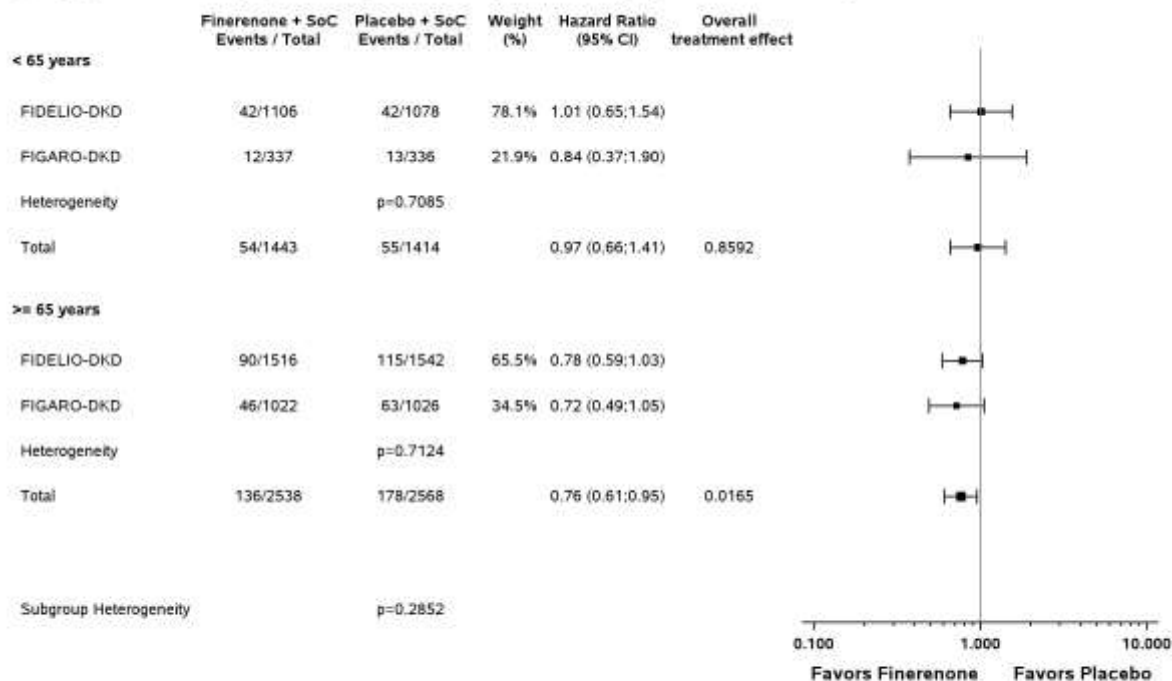 Finerenone + SoC Placebo + SoC Weight Hazard Ratio Overall
Events / Total Events / Total (%) (95% CI) treatment effect
< 65 years
FIDELIO-DKD 42/1106 42/1078 78.1% 1.01 (0.65;1.54)
FIGARO-DKD 12/337 13/336 21.9% 0.84 (0.37;1.90)
Heterogeneity p=0.7085
Total 54/1443 55/1414 0.97 (0.66;1.41) 0.8592
>= 65 years
FIDELIO-DKD 90/1516 115/1542 65.5% 0.78 (0.59;1.03)
FIGARO-DKD 46/1022 63/1026 34.5% 0.72 (0.49;1.05)
Heterogeneity p=0.7124
Total 136/2538 178/2568 0.76 (0.61;0.95) 0.0165
Subgroup Heterogeneity p=0.2852
0.100 1.000 10.000
Favors Finerenone Favors Placebo